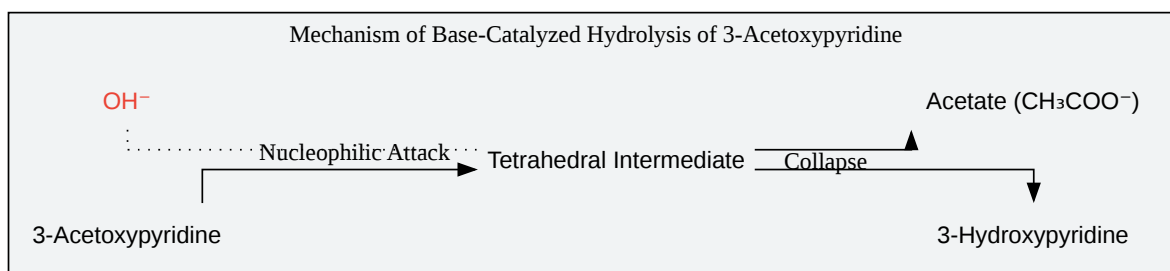 Mechanism of Base-Catalyzed Hydrolysis of 3-Acetoxypyridine
OH⁻
Acetate (CH₃COO⁻)
Nucleophilic Attack
Tetrahedral Intermediate
Collapse
3-Acetoxypyridine
3-Hydroxypyridine